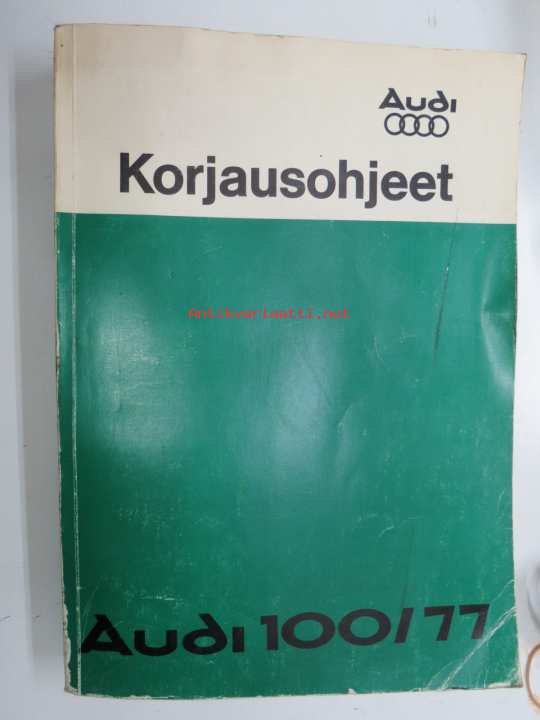 Audi
Korjausohjeet
Antikvariaatti.net
Audi 100/77